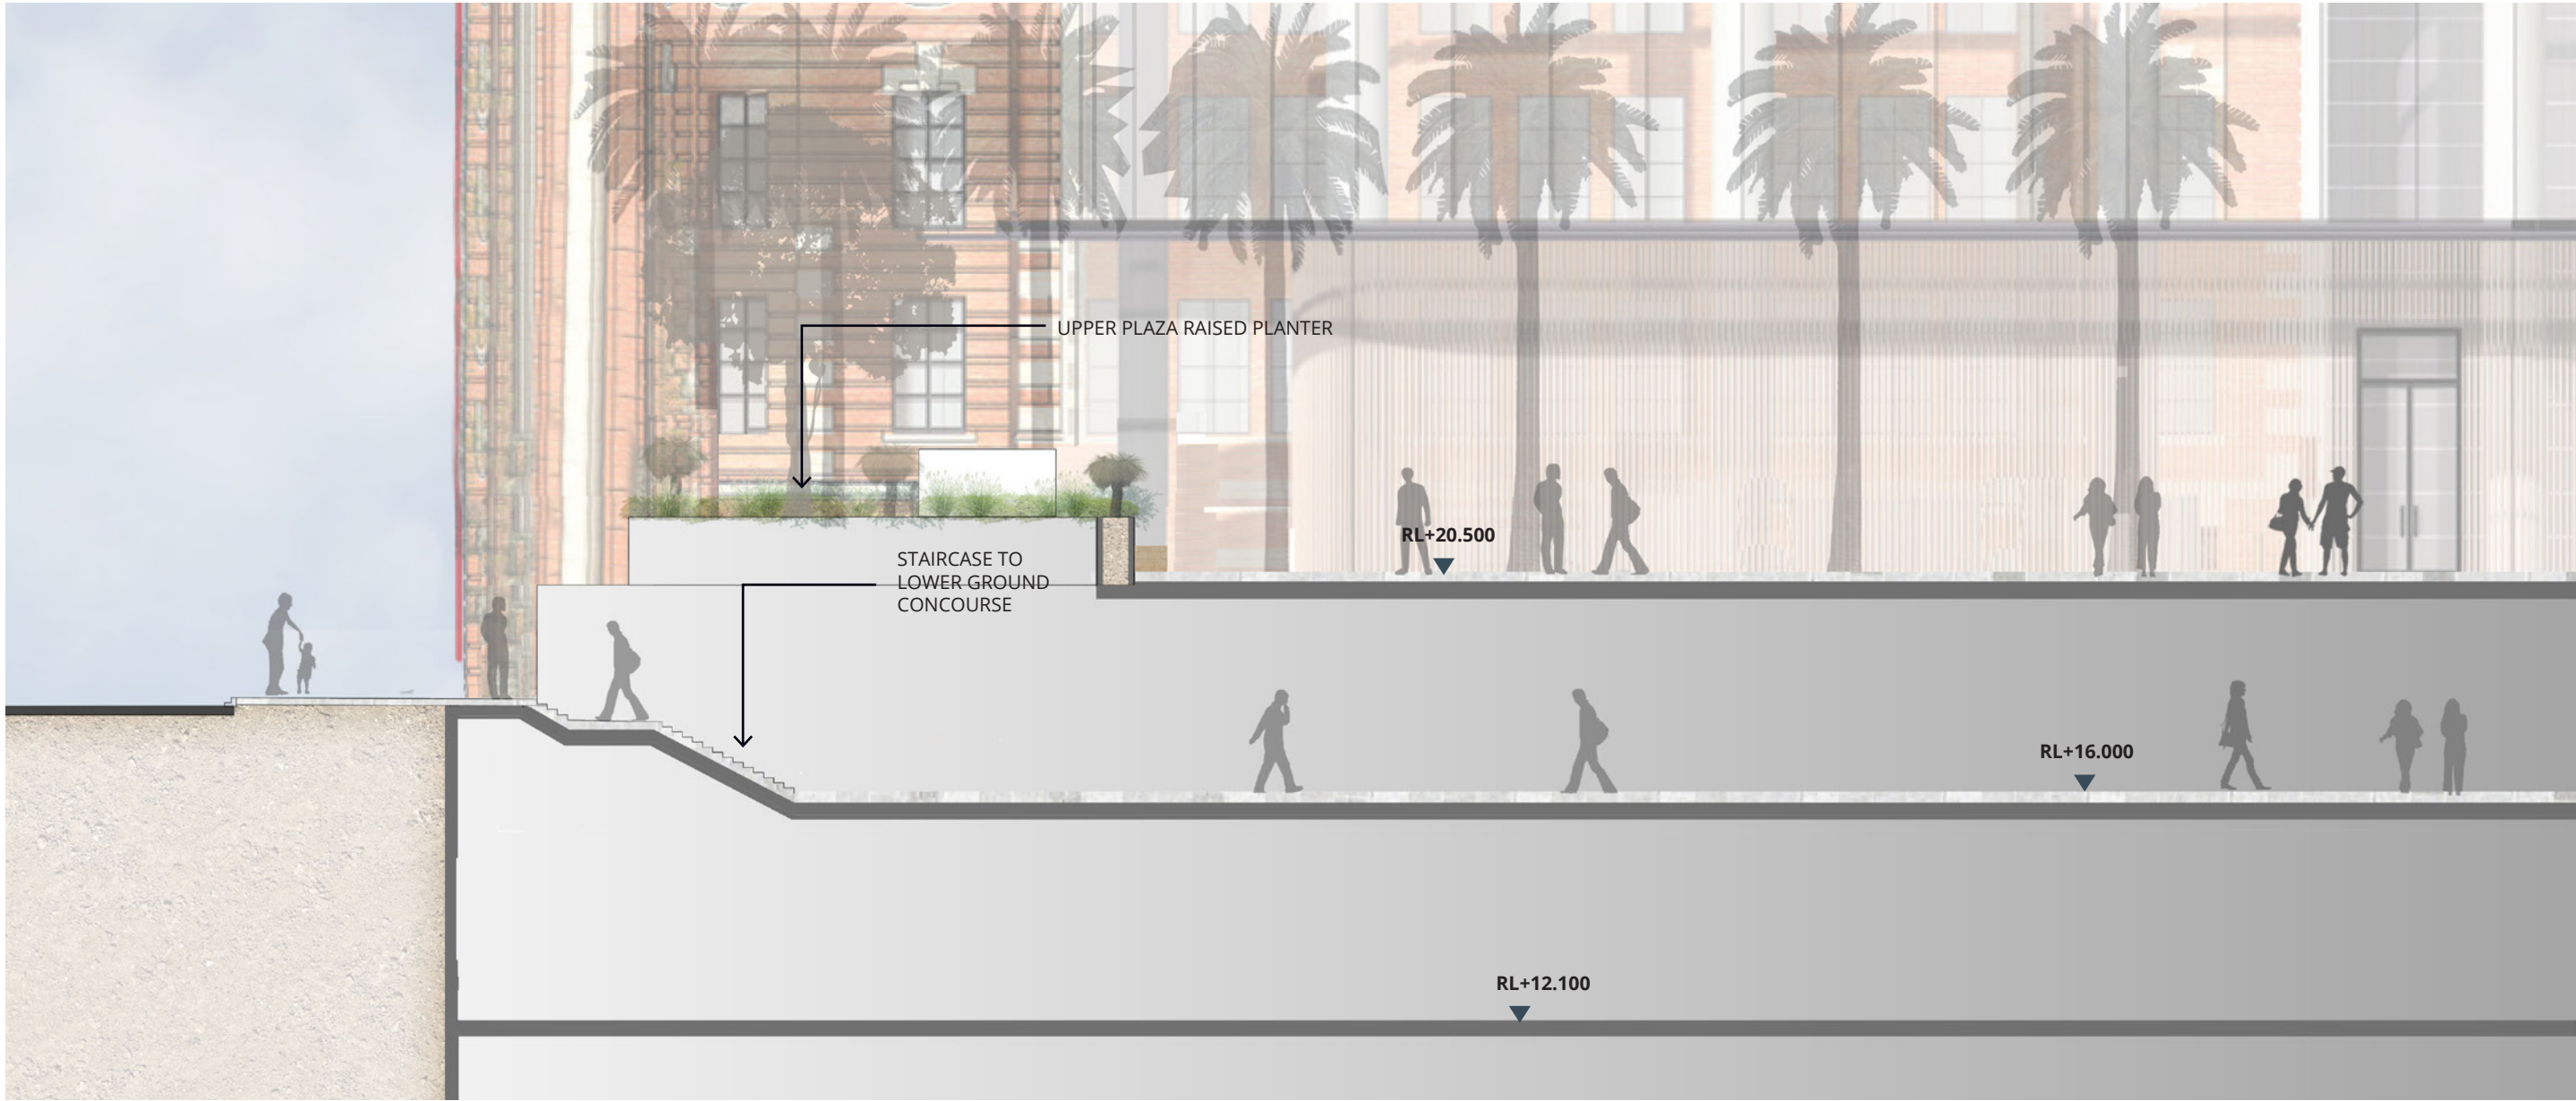 UPPER PLAZA RAISED PLANTER
RL+20.500
STAIRCASE TO
LOWER GROUND
CONCOURSE
RL+16.000
RL+12.100